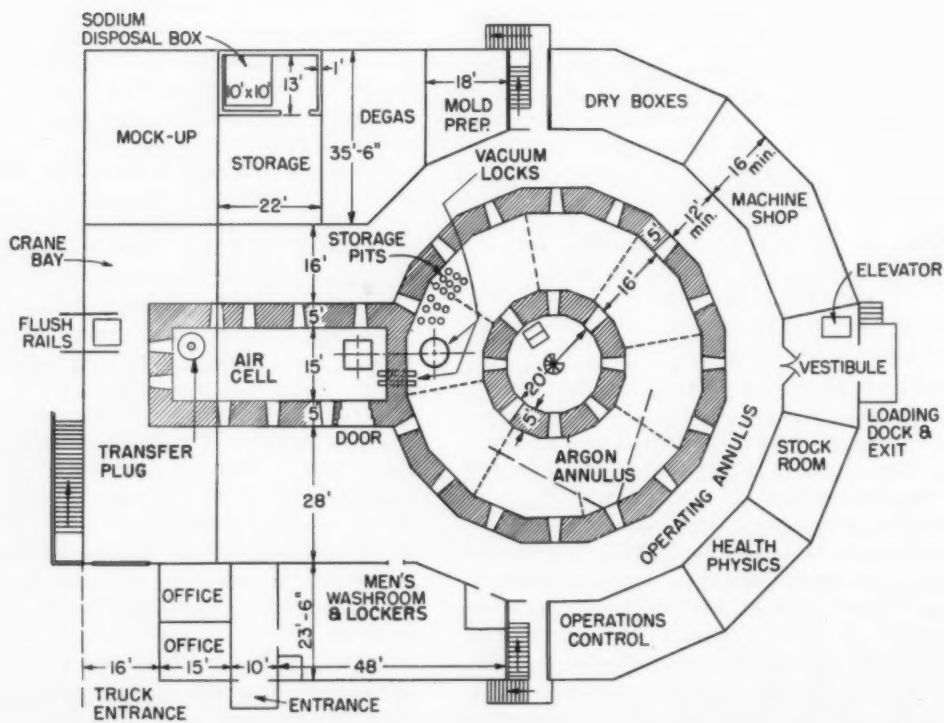 SODIUM
DISPOSAL BOX
1'
13'
10'x10'
18'
MOCK-UP
DEGAS
MOLD
PREP.
DRY BOXES
35'-6"
STORAGE
VACUUM
LOCKS
16'
min.
22'
MACHINE
SHOP
12'
min.
STORAGE
PITS
5'
CRANE
BAY
16'
16'
ELEVATOR
FLUSH
RAILS
5'
AIR
CELL
15'
VESTIBULE
20'
5'
5'
DOOR
LOADING
DOCK &
EXIT
TRANSFER
PLUG
ARGON
ANNULUS
STOCK
ROOM
28'
OPERATING ANNULUS
HEALTH
PHYSICS
OFFICE
MEN'S
WASHROOM
& LOCKERS
OPERATIONS
CONTROL
23'-6"
OFFICE
16'
15'
10'
48'
TRUCK
ENTRANCE
ENTRANCE